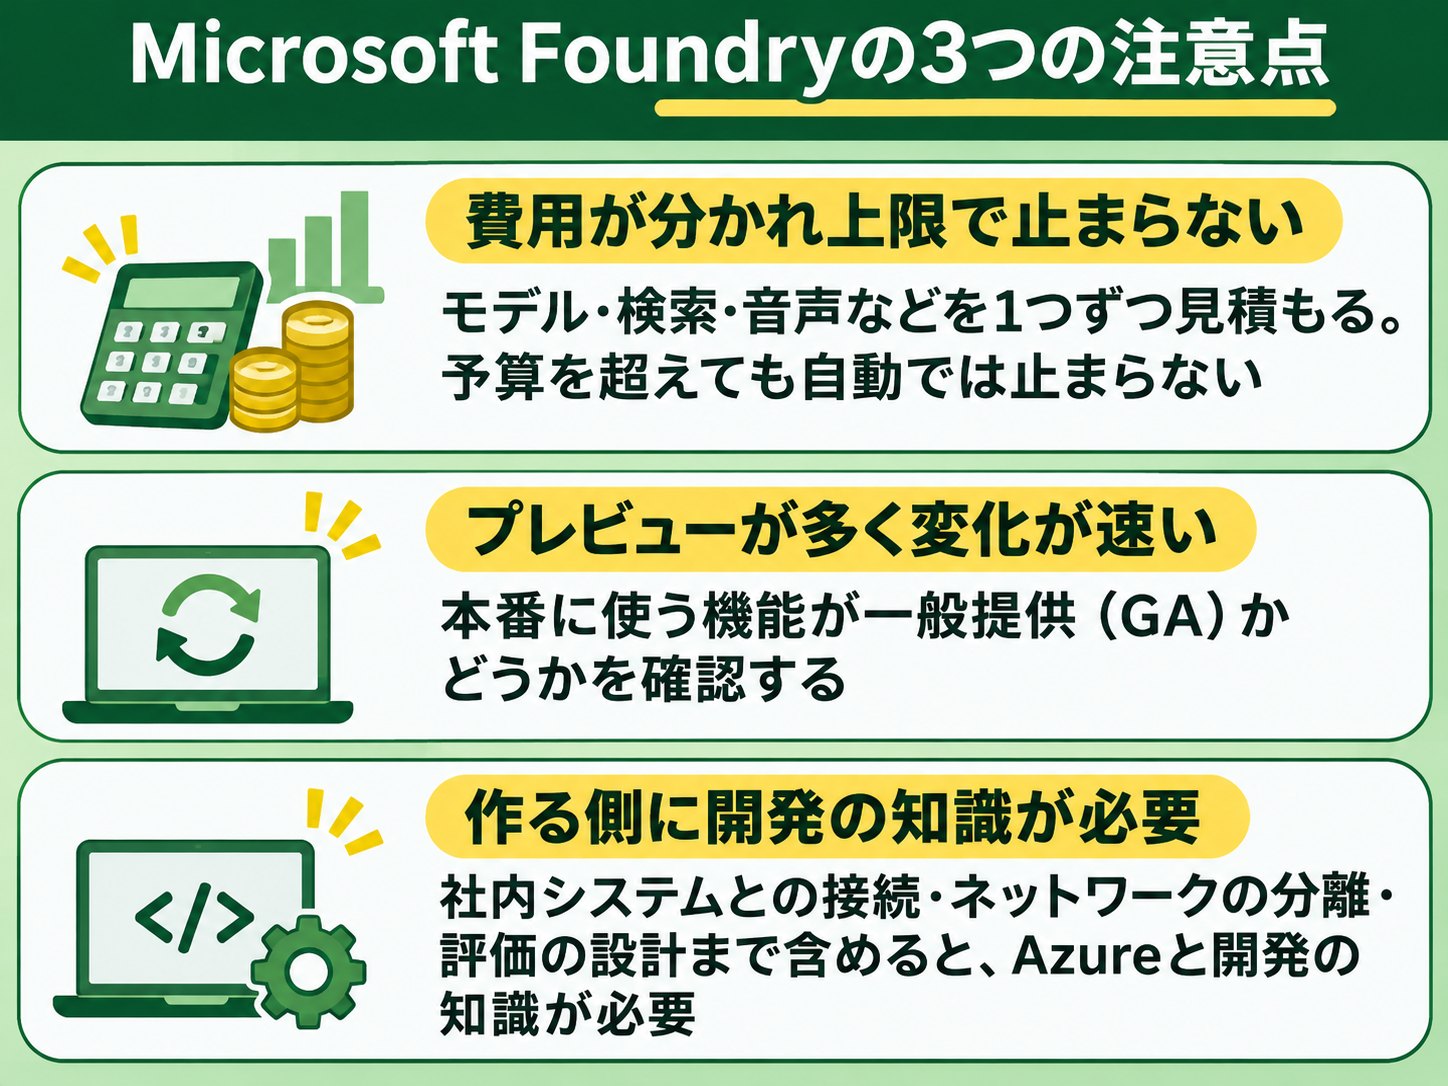 Microsoft Foundryの3つの注意点
費用が分かれ上限で止まらない
モデル・検索・音声などを1つずつ見積もる。
予算を超えても自動では止まらない
プレビューが多く変化が速い
本番に使う機能が一般提供（GA）か
どうかを確認する
作る側に開発の知識が必要
社内システムとの接続・ネットワークの分離・
評価の設計まで含めると、Azureと開発の
知識が必要